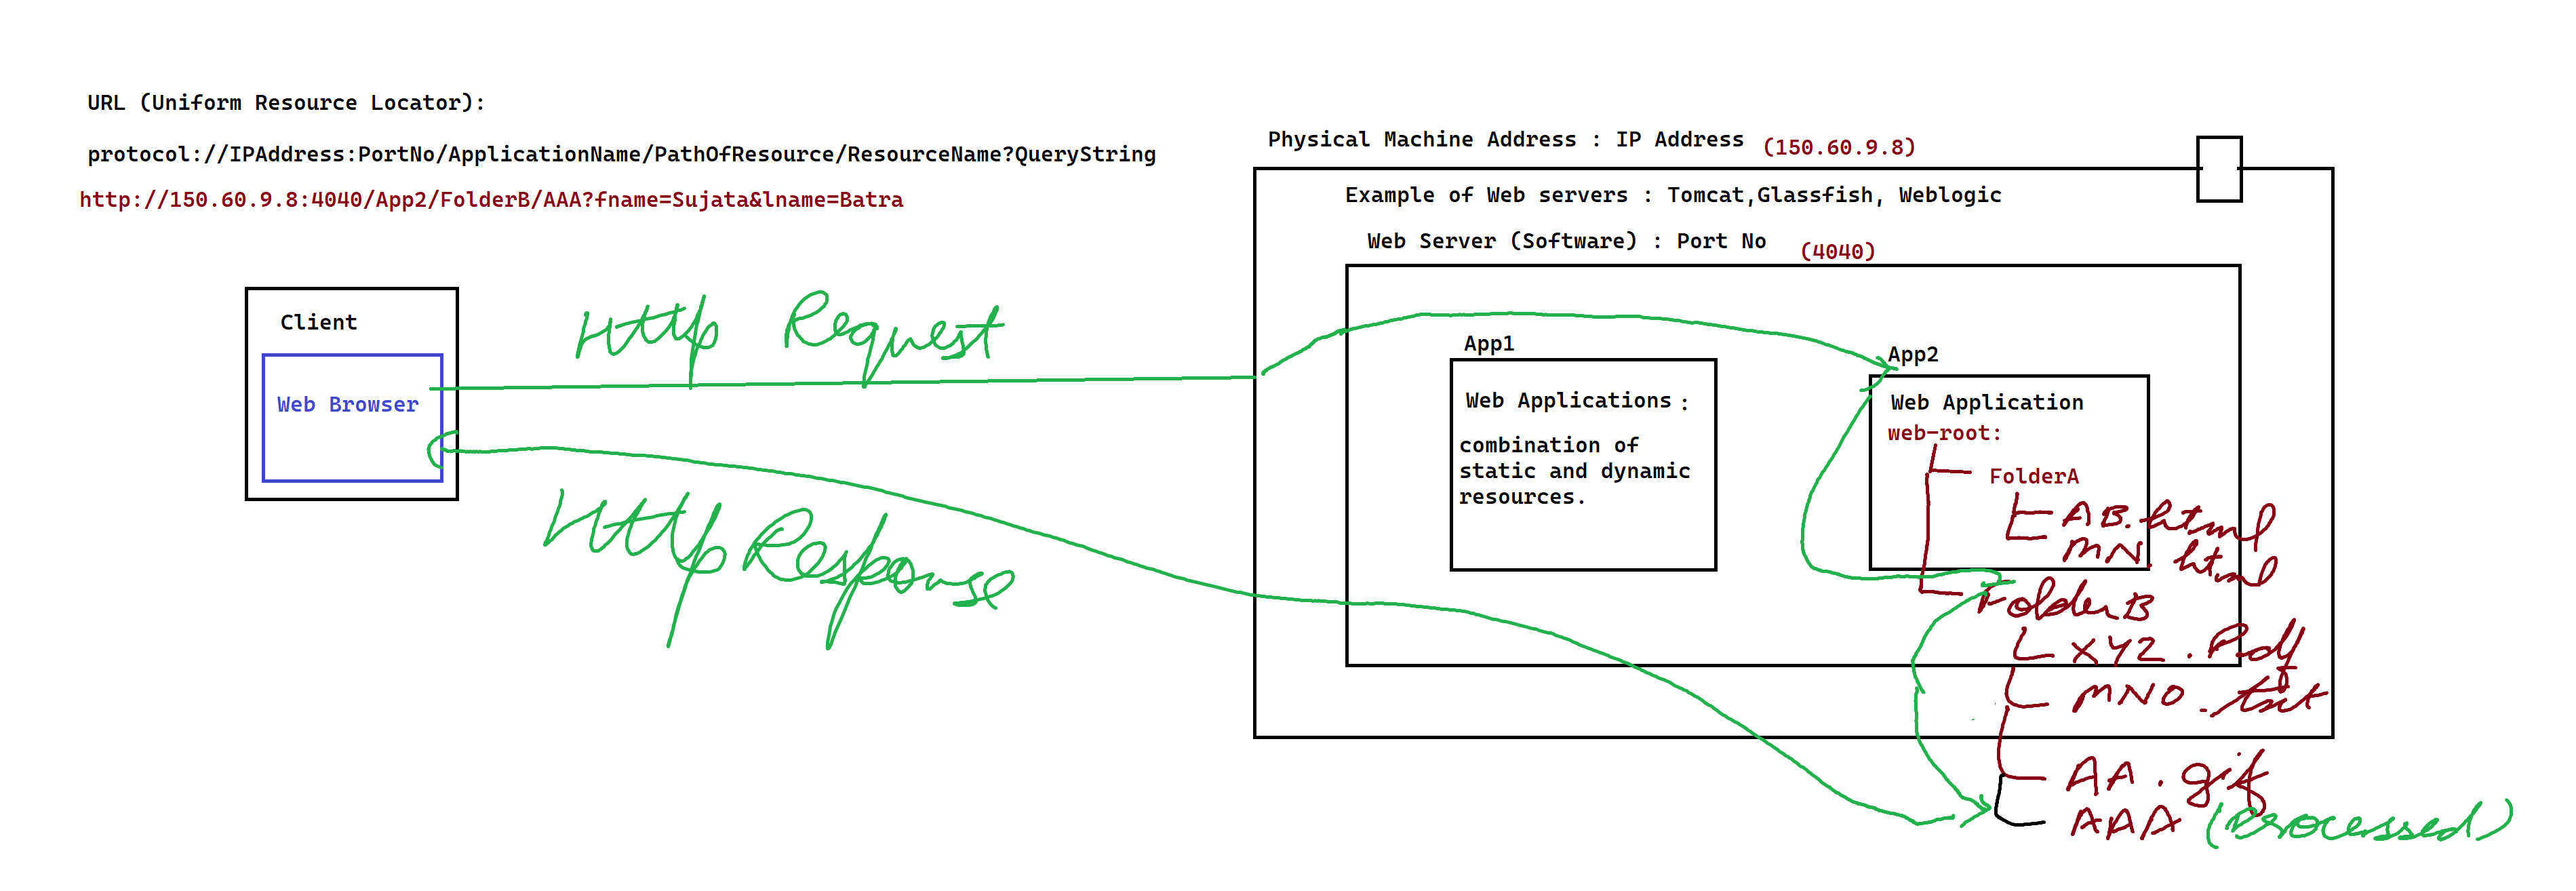 URL (Uniform Resource Locator):
protocol://IPAddress:PortNo/ApplicationName/PathOfResource/ResourceName?QueryString
http://150.60.9.8:4040/App2/FolderB/AAA?fname=Sujata&lname=Batra
Physical Machine Address : IP Address (150.60.9.8)
Example of Web servers : Tomcat,Glassfish, Weblogic
Web Server (Software) : Port No (4040)
Client
Web Browser
Http Request
Http Response
App1
Web Applications :
combination of
static and dynamic
resources.
App2
Web Application
web-root:
FolderA
AB.html
MN.html
FolderB
XYZ.Pdf
MNO.txt
AA.gif
AAA (Processed)